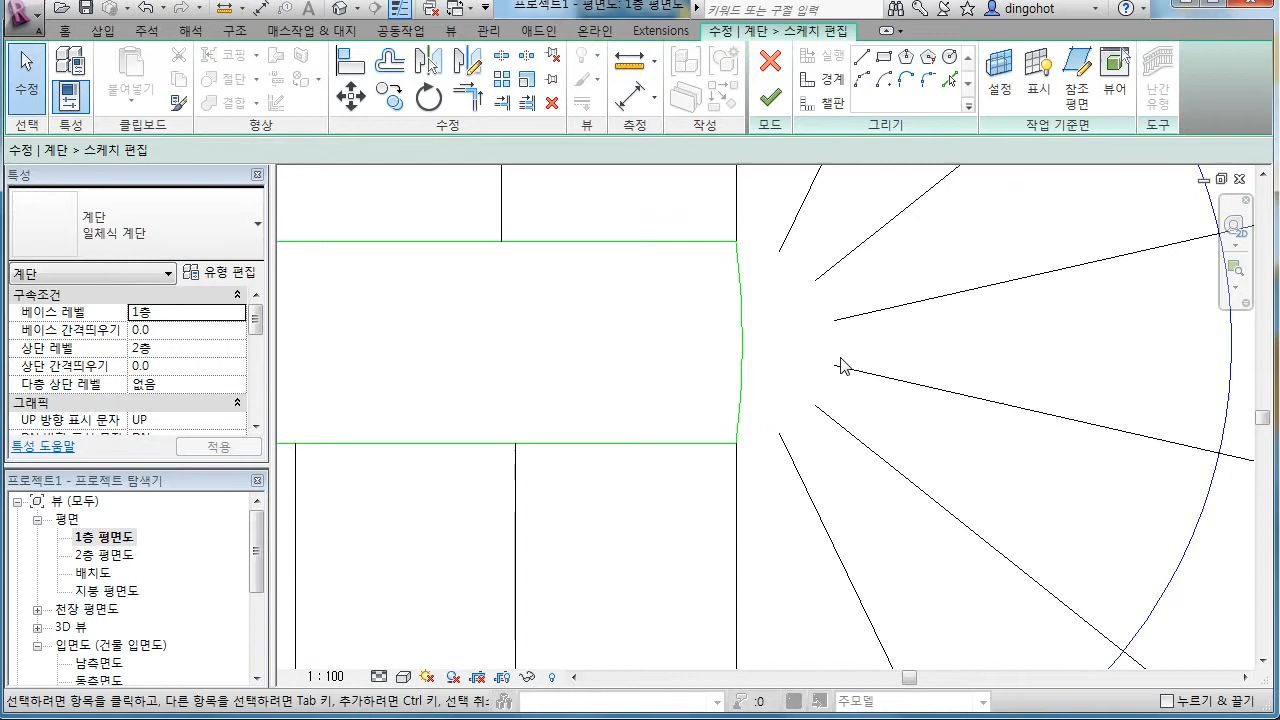 프로젝트1 - 평면도: 1층 평면도
키워드 또는 구절 입력
dingohot
홈 삽입 주석 해석 구조 매스작업 & 대지 공동작업 뷰 관리 애드인 온라인 Extensions 수정 | 계단 > 스케치 편집
수정
붙여넣기
코핑
절단
결합
실행
경계
챌판
설정
표시
참조 평면
뷰어
난간 유형
선택 특성 클립보드 형상 수정 뷰 측정 작성 모드 그리기 작업 기준면 도구
수정 | 계단 > 스케치 편집
특성
계단
일체식 계단
계단
유형 편집
구속조건
베이스 레벨 1층
베이스 간격띄우기 0.0
상단 레벨 2층
상단 간격띄우기 0.0
다층 상단 레벨 없음
그래픽
UP 방향 표시 문자 UP
특성 도움말
적용
프로젝트1 - 프로젝트 탐색기
뷰 (모두)
평면
1층 평면도
2층 평면도
배치도
지붕 평면도
천장 평면도
3D 뷰
입면도 (건물 입면도)
남측면도
동측면도
2D
1 : 100
선택하려면 항목을 클릭하고, 다른 항목을 선택하려면 Tab 키, 추가하려면 Ctrl 키, 선택 취:
:0
주모델
누르기 & 끌기